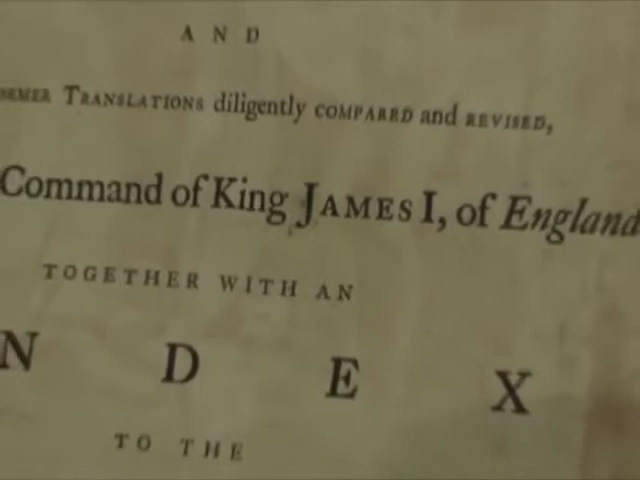 AND
TRANSLATIONS diligently COMPARED and REVISED,
Command of King JAMES I, of England
TOGETHER WITH AN
N D E X
TO THE